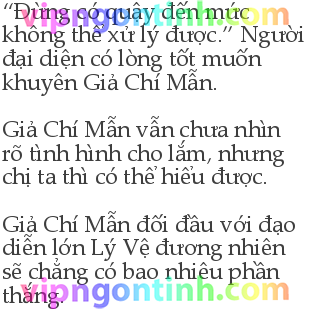 “Đừng có quậy đến mức
không thể xử lý được.” Người
đại diện có lòng tốt muốn
khuyên Giả Chí Mẫn.
Giả Chí Mẫn vẫn chưa nhìn
rõ tình hình cho lắm, nhưng
chị ta thì có thể hiểu được.
Giả Chí Mẫn đối đầu với đạo
diễn lớn Lý Vệ đương nhiên
sẽ chẳng có bao nhiêu phần
thắng.
vipngontinh.com
vipngontinh.com